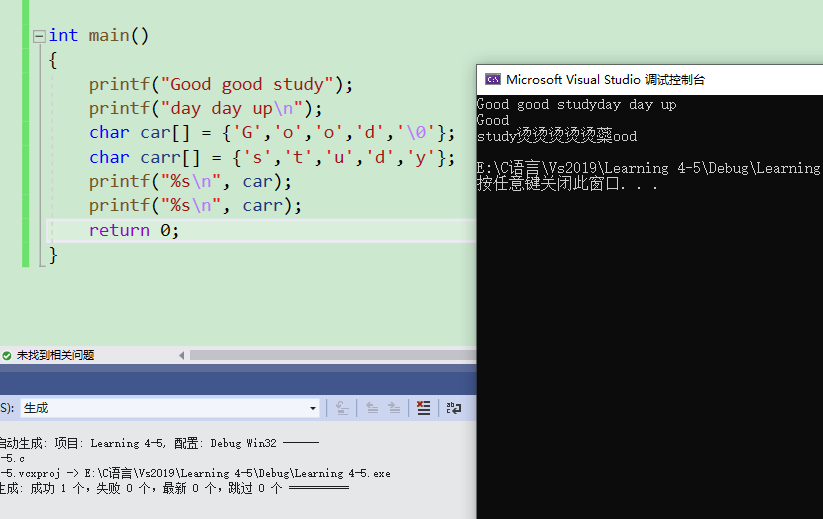 int main()
{
printf("Good good study");
printf("day day up\n");
char car[] = {'G','o','o','d','\0'};
char carr[] = {'s','t','u','d','y'};
printf("%s\n", car);
printf("%s\n", carr);
return 0;
}
Microsoft Visual Studio 调试控制台
Good good studyday day up
Good
study烫烫烫烫烫蘃ood
E:\C语言\Vs2019\Learning 4-5\Debug\Learning
按任意键关闭此窗口. . .
未找到相关问题
S): 生成
启动生成: 项目: Learning 4-5, 配置: Debug Win32 ------
-5.c
-5.vcxproj -> E:\C语言\Vs2019\Learning 4-5\Debug\Learning 4-5.exe
生成: 成功 1 个，失败 0 个，最新 0 个，跳过 0 个 ==========